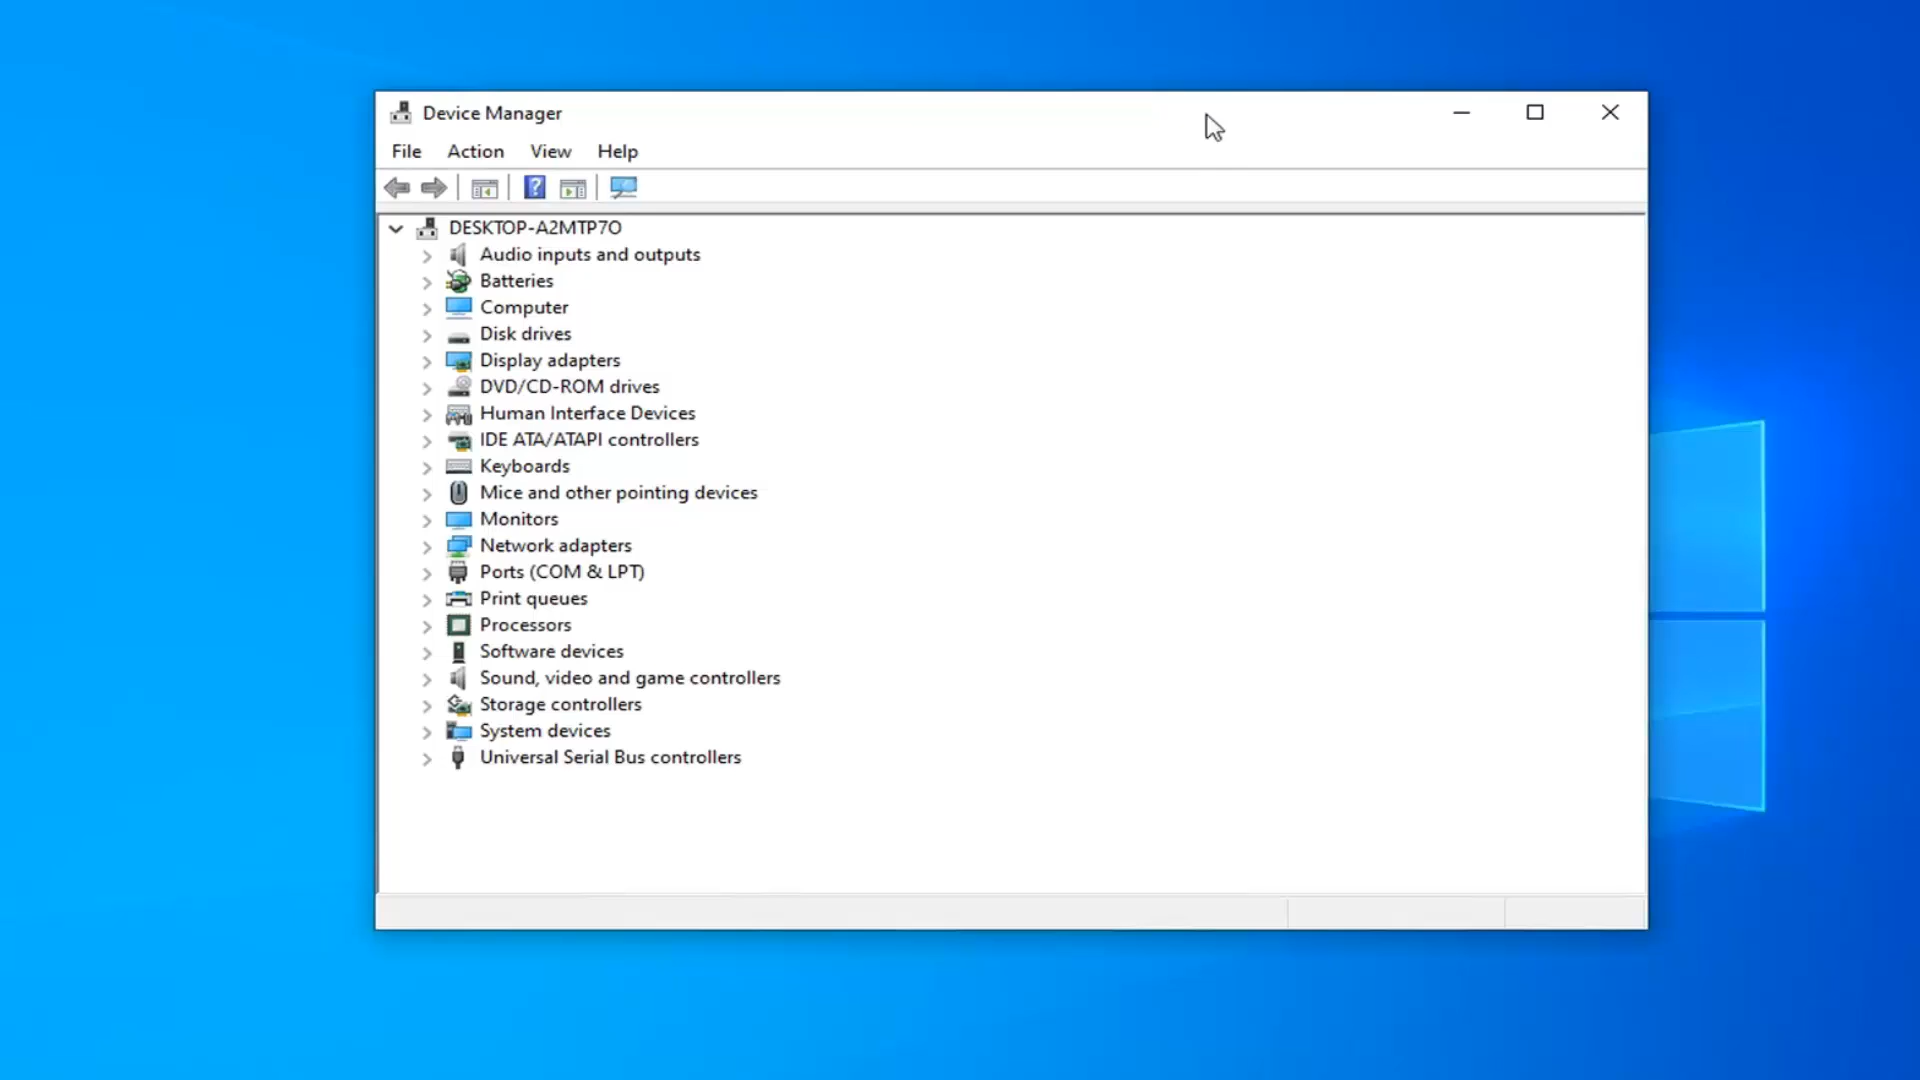 Device Manager
File Action View Help
DESKTOP-A2MTP7O
Audio inputs and outputs
Batteries
Computer
Disk drives
Display adapters
DVD/CD-ROM drives
Human Interface Devices
IDE ATA/ATAPI controllers
Keyboards
Mice and other pointing devices
Monitors
Network adapters
Ports (COM & LPT)
Print queues
Processors
Software devices
Sound, video and game controllers
Storage controllers
System devices
Universal Serial Bus controllers